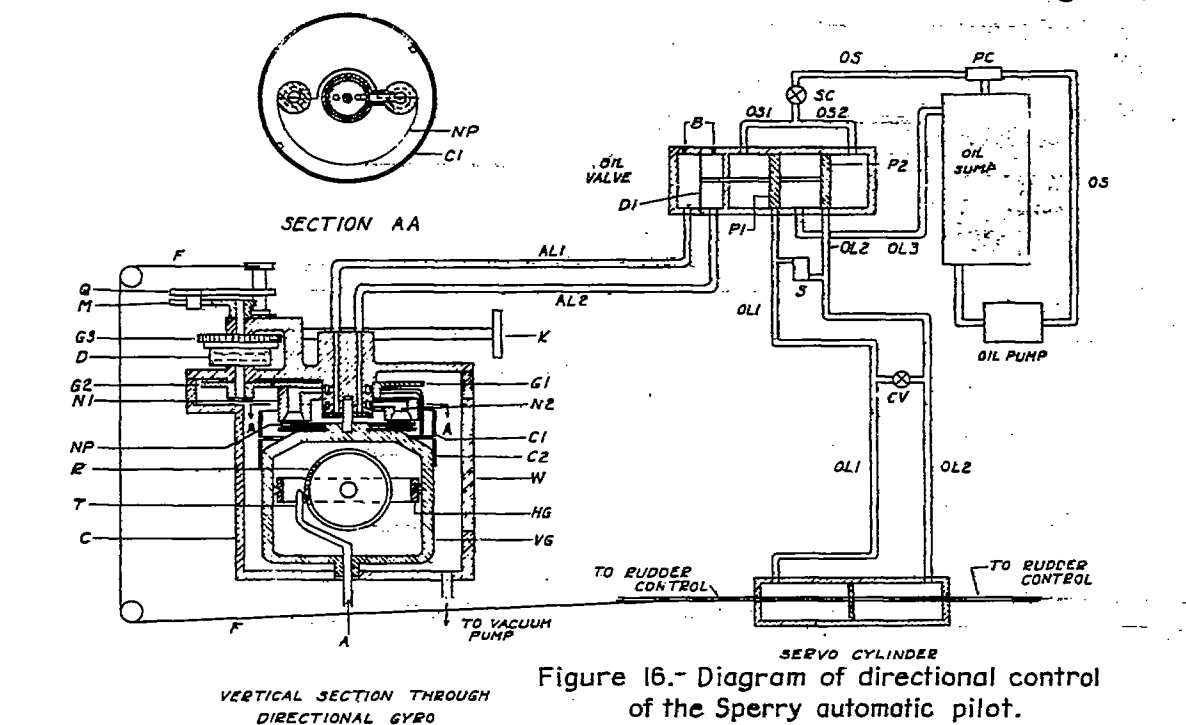 OS
PC
SC
OS1
OS2
NP
C1
B
OIL
VALVE
P2
OIL
SUMP
OS
D1
SECTION AA
P1
OL2
OL3
F
AL1
Q
M
AL2
S
OL1
G3
K
D
OIL PUMP
G2
G1
N1
N2
CV
A
A
NP
C1
C2
R
W
OL1
OL2
T
HG
C
VG
TO RUDDER
CONTROL
TO RUDDER
CONTROL
F
A
TO VACUUM
PUMP
SERVO CYLINDER
Figure 16.- Diagram of directional control
of the Sperry automatic pilot.
VERTICAL SECTION THROUGH
DIRECTIONAL GYRO